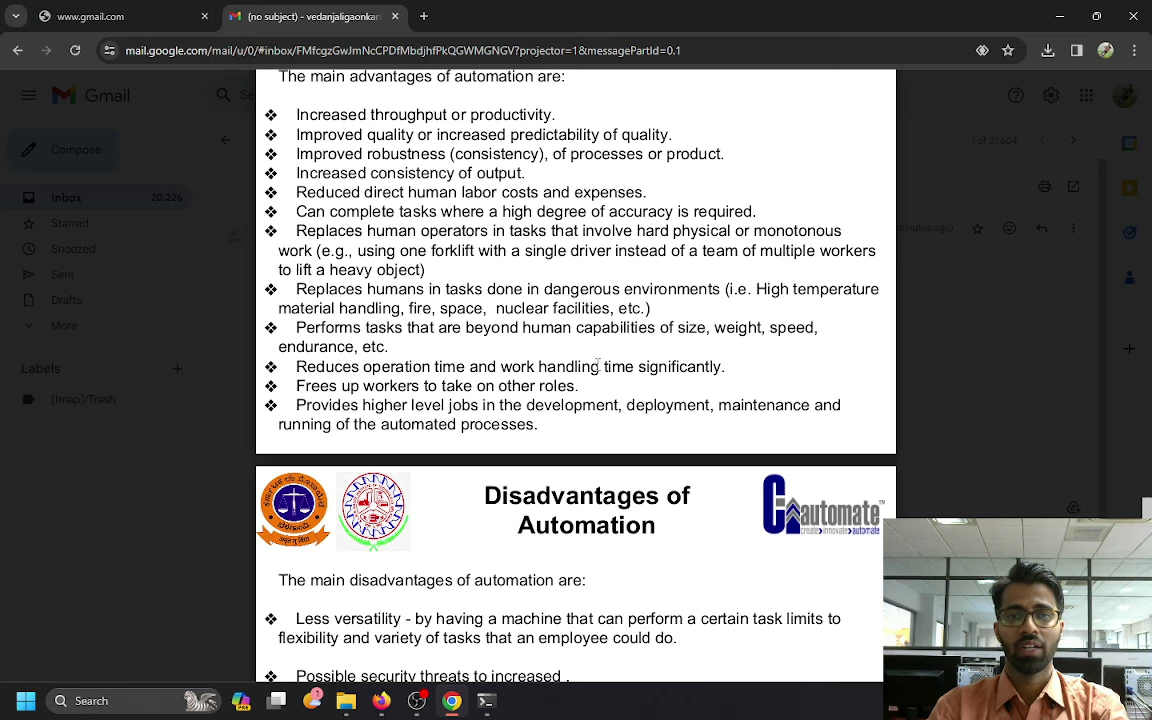 www.gmail.com
(no subject) - vedanjaligaonkar
mail.google.com/mail/u/0/#inbox/FMfcgzGwJmNcCPDfMbdjhfPkQGWMGNGV?projector=1&messagePartId=0.1
Gmail
Se
Compose
1 of 21,604
Inbox 20,226
Starred
minutes ago)
Snoozed
Sent
Drafts
More
Labels
[Imap]/Trash
The main advantages of automation are:
❖ Increased throughput or productivity.
❖ Improved quality or increased predictability of quality.
❖ Improved robustness (consistency), of processes or product.
❖ Increased consistency of output.
❖ Reduced direct human labor costs and expenses.
❖ Can complete tasks where a high degree of accuracy is required.
❖ Replaces human operators in tasks that involve hard physical or monotonous
work (e.g., using one forklift with a single driver instead of a team of multiple workers
to lift a heavy object)
❖ Replaces humans in tasks done in dangerous environments (i.e. High temperature
material handling, fire, space, nuclear facilities, etc.)
❖ Performs tasks that are beyond human capabilities of size, weight, speed,
endurance, etc.
❖ Reduces operation time and work handling time significantly.
❖ Frees up workers to take on other roles.
❖ Provides higher level jobs in the development, deployment, maintenance and
running of the automated processes.
Disadvantages of
Automation
automate™
create>innovate>automate
The main disadvantages of automation are:
❖ Less versatility - by having a machine that can perform a certain task limits to
flexibility and variety of tasks that an employee could do.
❖ Possible security threats to increased .
Search